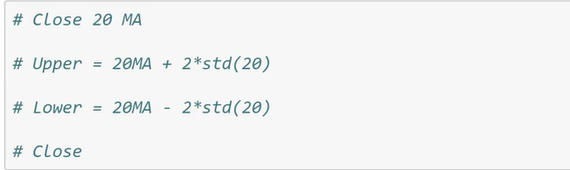 # Close 20 MA
# Upper = 20MA + 2*std(20)
# Lower = 20MA - 2*std(20)
# Close